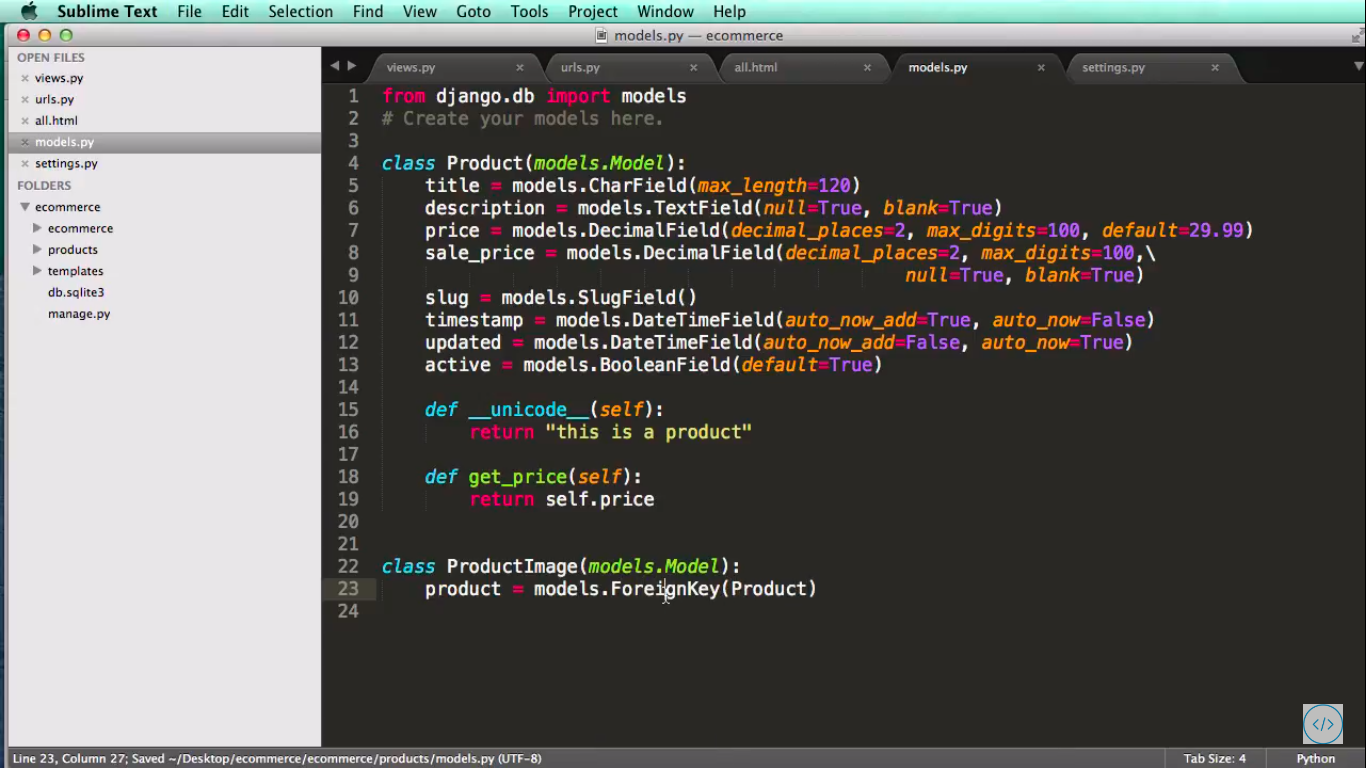 Sublime Text File Edit Selection Find View Goto Tools Project Window Help
models.py — ecommerce
OPEN FILES
views.py
urls.py
all.html
models.py
settings.py
FOLDERS
ecommerce
ecommerce
products
templates
db.sqlite3
manage.py
views.py urls.py all.html models.py settings.py
1 from django.db import models
2 # Create your models here.
3
4 class Product(models.Model):
5 title = models.CharField(max_length=120)
6 description = models.TextField(null=True, blank=True)
7 price = models.DecimalField(decimal_places=2, max_digits=100, default=29.99)
8 sale_price = models.DecimalField(decimal_places=2, max_digits=100,\
9 null=True, blank=True)
10 slug = models.SlugField()
11 timestamp = models.DateTimeField(auto_now_add=True, auto_now=False)
12 updated = models.DateTimeField(auto_now_add=False, auto_now=True)
13 active = models.BooleanField(default=True)
14
15 def __unicode__(self):
16 return "this is a product"
17
18 def get_price(self):
19 return self.price
20
21
22 class ProductImage(models.Model):
23 product = models.ForeignKey(Product)
24
</>
Line 23, Column 27; Saved ~/Desktop/ecommerce/ecommerce/products/models.py (UTF-8) Tab Size: 4 Python